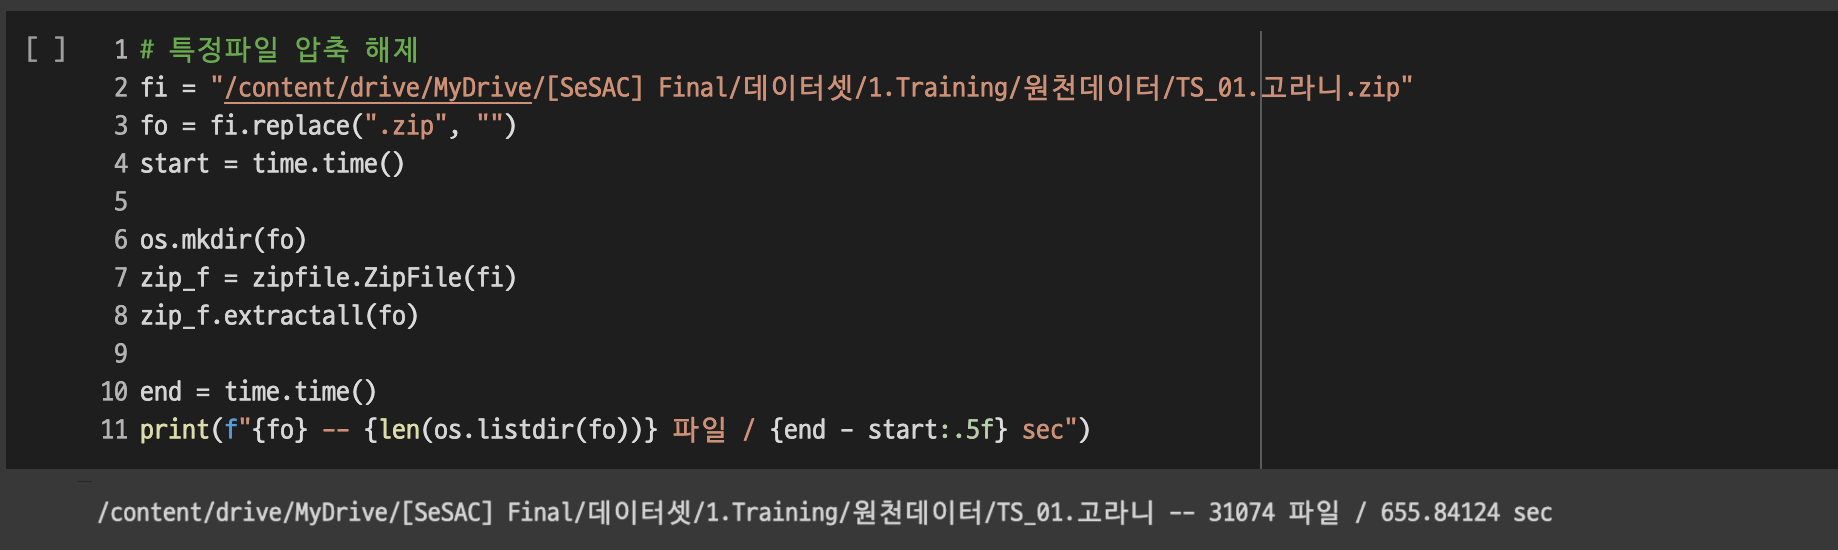 [ ] 1 # 특정파일 압축 해제
2 fi = "/content/drive/MyDrive/[SeSAC] Final/데이터셋/1.Training/원천데이터/TS_01.고라니.zip"
3 fo = fi.replace(".zip", "")
4 start = time.time()
5
6 os.mkdir(fo)
7 zip_f = zipfile.ZipFile(fi)
8 zip_f.extractall(fo)
9
10 end = time.time()
11 print(f"{fo} -- {len(os.listdir(fo))} 파일 / {end - start:.5f} sec")
/content/drive/MyDrive/[SeSAC] Final/데이터셋/1.Training/원천데이터/TS_01.고라니 -- 31074 파일 / 655.84124 sec